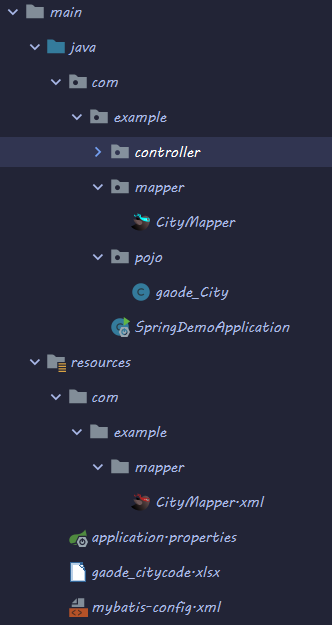 main
java
com
example
controller
mapper
CityMapper
pojo
gaode_City
SpringDemoApplication
resources
com
example
mapper
CityMapper.xml
application.properties
gaode_citycode.xlsx
mybatis-config.xml